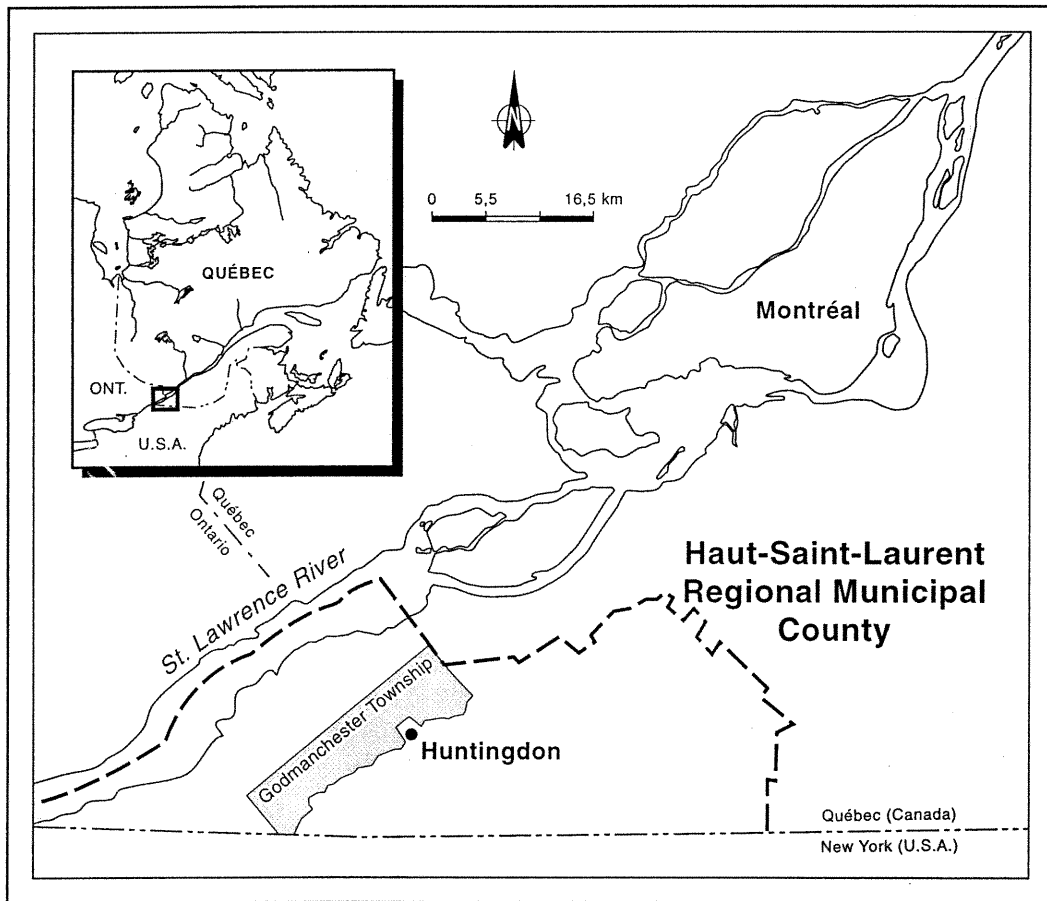 QUÉBEC
ONT.
U.S.A.
N
0 5,5 16,5 km
Montréal
Québec
Ontario
St. Lawrence River
Haut-Saint-Laurent
Regional Municipal
County
Godmanchester Township
Huntingdon
Québec (Canada)
New York (U.S.A.)